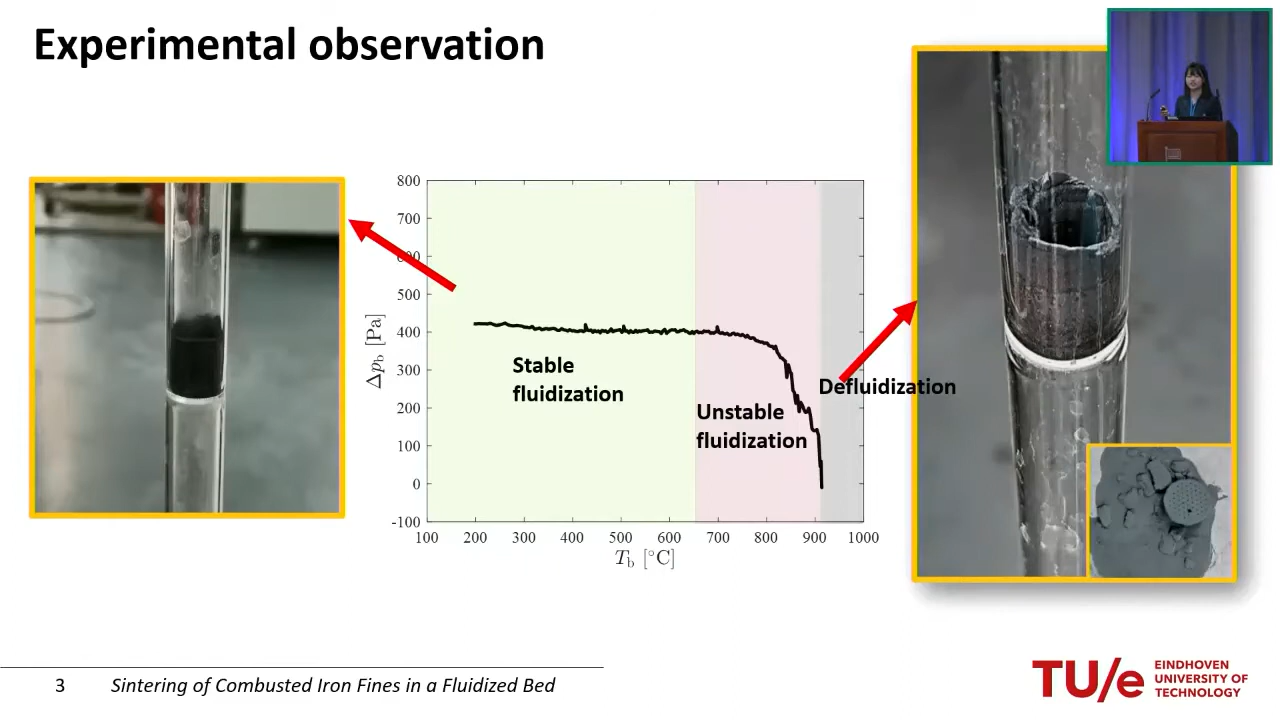 Experimental observation
800
700
600
500
400
300
200
100
0
-100
Δp_b [Pa]
Stable
fluidization
Unstable
fluidization
Defluidization
100 200 300 400 500 600 700 800 900 1000
T_b [°C]
3 Sintering of Combusted Iron Fines in a Fluidized Bed
TU/e EINDHOVEN
UNIVERSITY OF
TECHNOLOGY